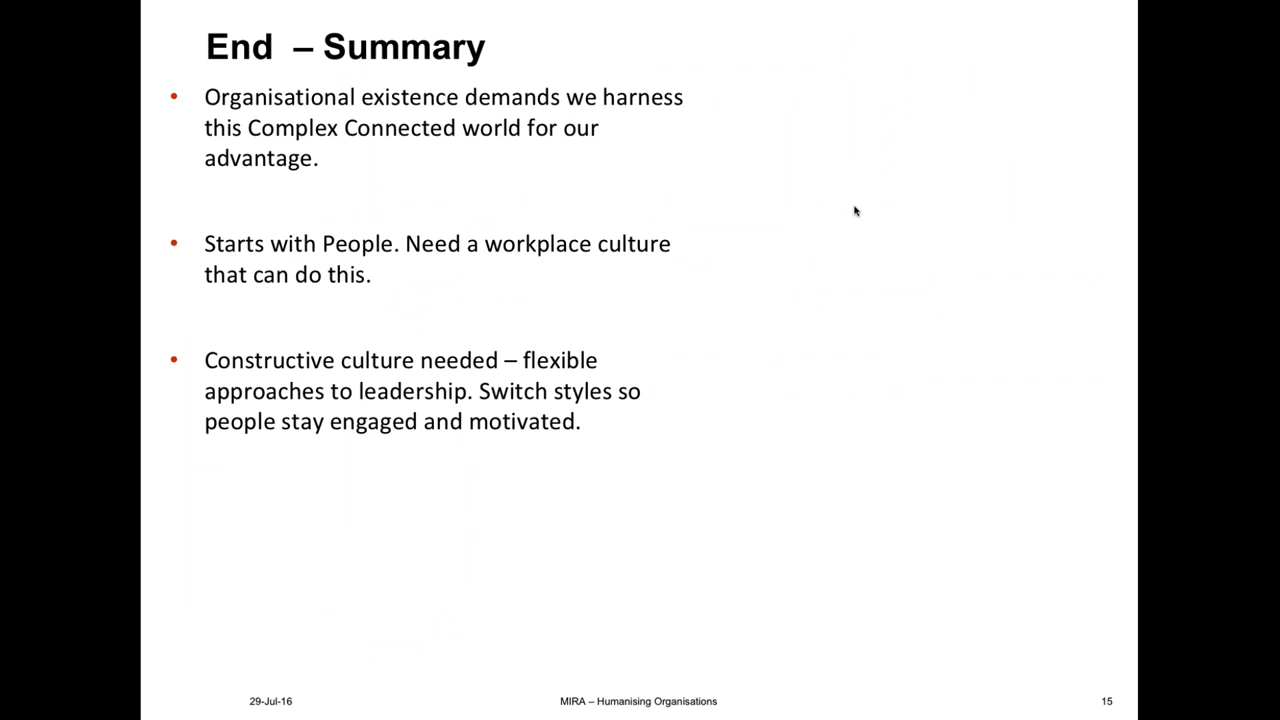 End – Summary
• Organisational existence demands we harness
this Complex Connected world for our
advantage.
• Starts with People. Need a workplace culture
that can do this.
• Constructive culture needed – flexible
approaches to leadership. Switch styles so
people stay engaged and motivated.
29-Jul-16
MIRA – Humanising Organisations
15